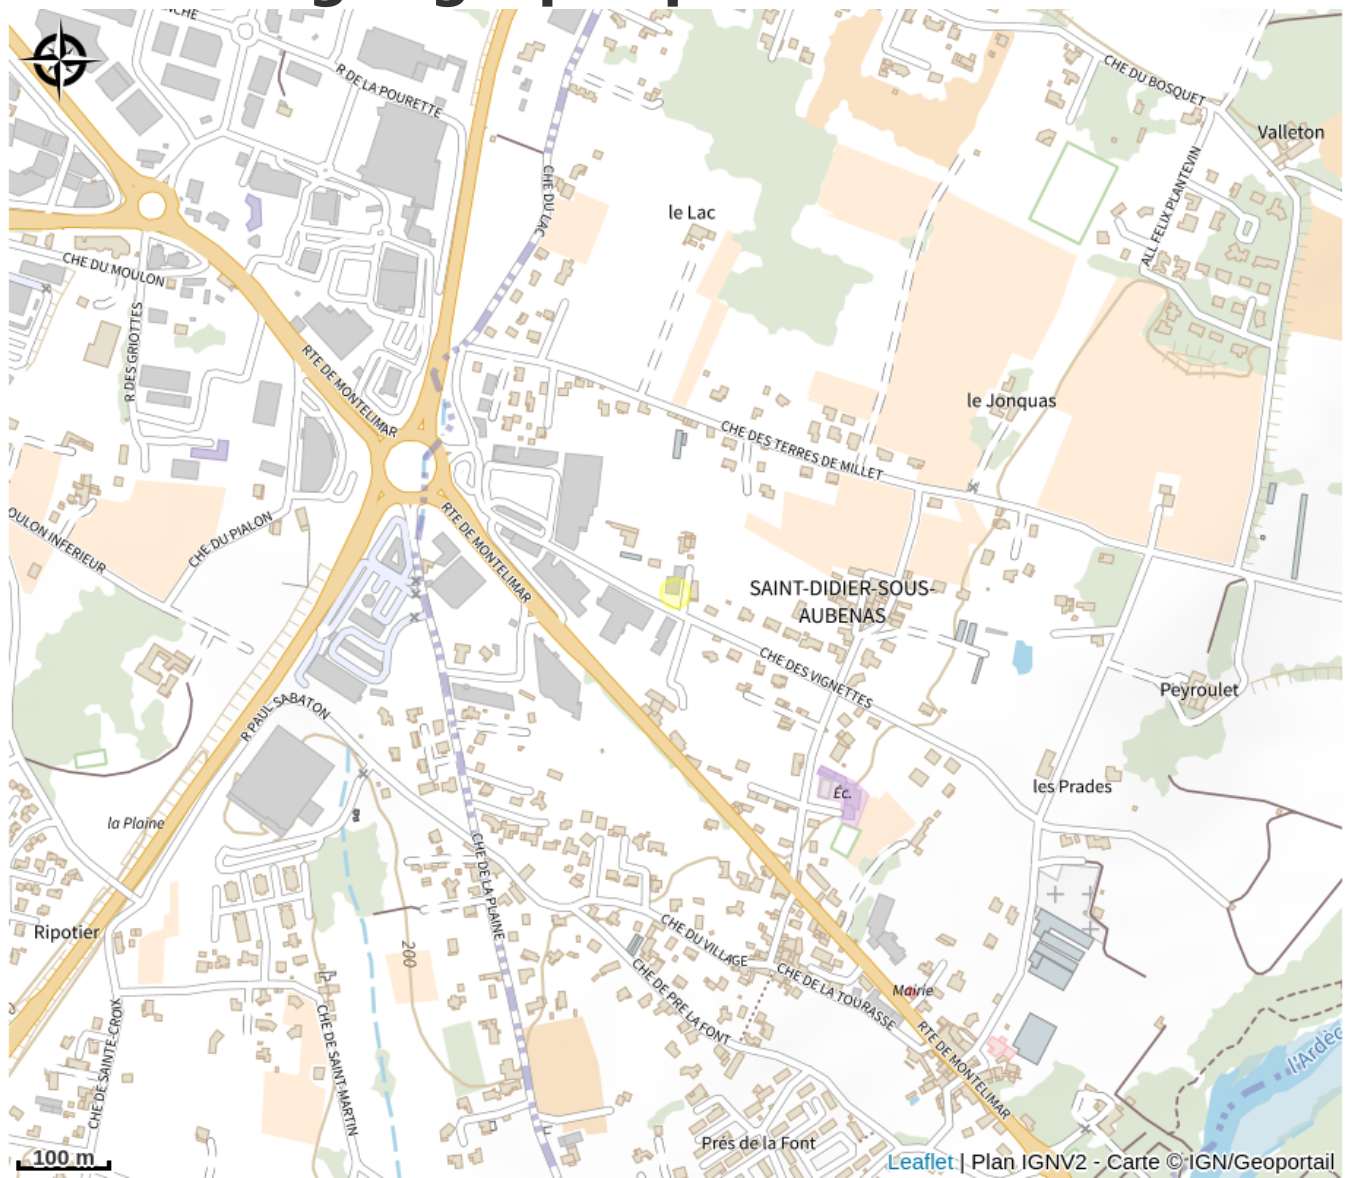 NCHE
R DE LA POURETTE
CHE DU BOSQUET
Valleton
CHE DU LAC
ALL FELIX PLANTEVIN
le Lac
CHE DU MOULON
R DES GRIOTTES
RTE DE MONTELIMAR
le Jonquas
CHE DES TERRES DE MILLET
OULON INFERIEUR
CHE DU PIALON
RTE DE MONTELIMAR
SAINT-DIDIER-SOUS-
AUBENAS
CHE DES VIGNETTES
Peyroulet
R PAUL SABATON
Éc.
les Prades
la Plaine
CHE DE LA PLAINE
Ripotier
200
CHE DU VILLAGE
CHE DE PRE LA FONT
CHE DE LA TOURASSE
Mairie
RTE DE MONTELIMAR
CHE DE SAINTE-CROIX
CHE DE SAINT-MARTIN
l'Ardèc
Prés de la Font
100 m
Leaflet | Plan IGNV2 - Carte © IGN/Geoportail